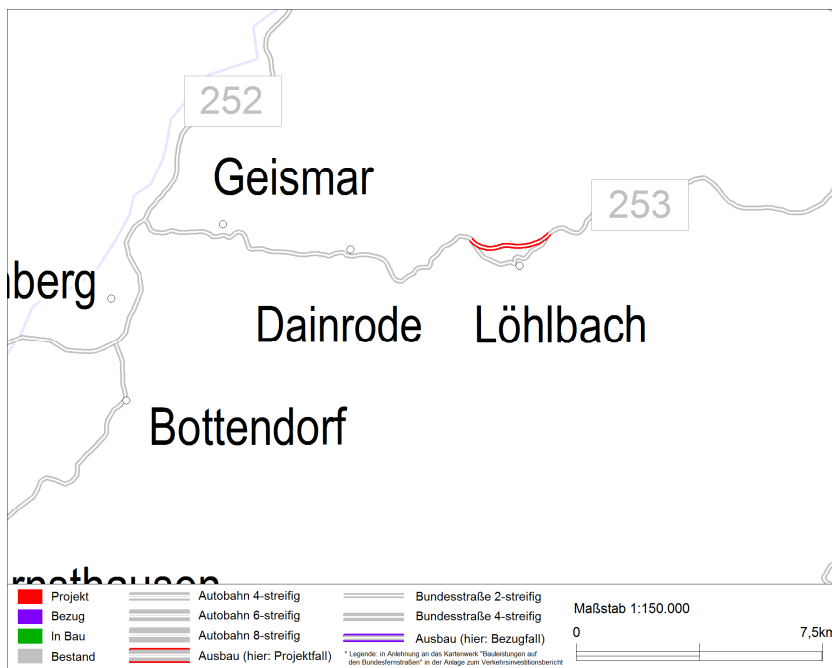 252
Geismar
253
nberg
Dainrode
Löhlbach
Bottendorf
Projekt
Bezug
In Bau
Bestand
Autobahn 4-streifig
Autobahn 6-streifig
Autobahn 8-streifig
Ausbau (hier: Projektfall)
Bundesstraße 2-streifig
Bundesstraße 4-streifig
Ausbau (hier: Bezugfall)
* Legende: in Anlehnung an das Kartenwerk "Bauleistungen auf
den Bundesfernstraßen" in der Anlage zum Verkehrsinvestitionsbericht
Maßstab 1:150.000
0 7,5km